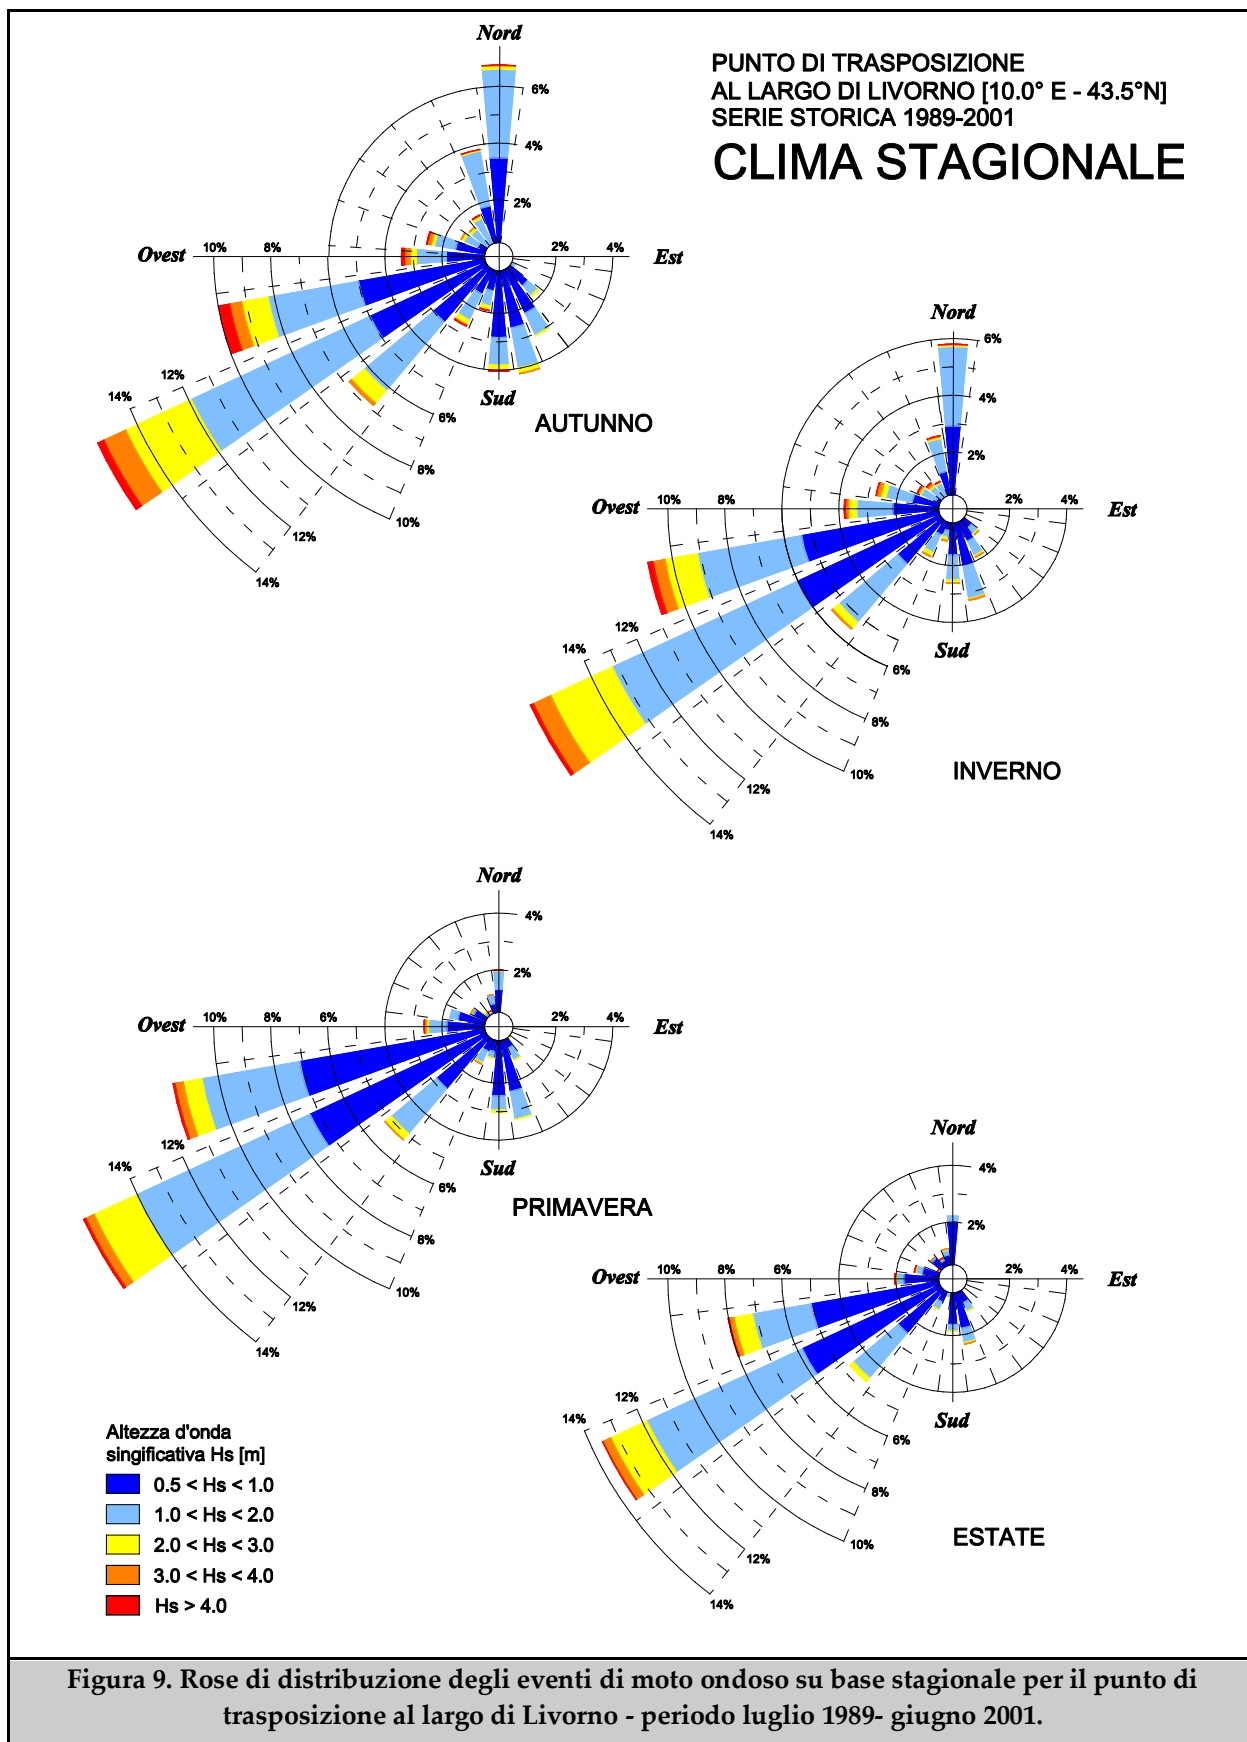 PUNTO DI TRASPOSIZIONE
AL LARGO DI LIVORNO [10.0° E - 43.5°N]
SERIE STORICA 1989-2001
CLIMA STAGIONALE
Nord
6%
4%
2%
Ovest
10%
8%
2%
4%
Est
14%
12%
Sud
6%
8%
10%
12%
14%
AUTUNNO
Nord
6%
4%
2%
Ovest
10%
8%
2%
4%
Est
14%
12%
Sud
6%
8%
10%
12%
14%
INVERNO
Nord
4%
2%
Ovest
10%
8%
6%
2%
4%
Est
14%
12%
Sud
6%
8%
10%
12%
14%
PRIMAVERA
Nord
4%
2%
Ovest
10%
8%
6%
2%
4%
Est
14%
12%
Sud
6%
8%
10%
12%
14%
ESTATE
Altezza d'onda
singificativa Hs [m]
0.5 < Hs < 1.0
1.0 < Hs < 2.0
2.0 < Hs < 3.0
3.0 < Hs < 4.0
Hs > 4.0
Figura 9. Rose di distribuzione degli eventi di moto ondoso su base stagionale per il punto di
trasposizione al largo di Livorno - periodo luglio 1989- giugno 2001.